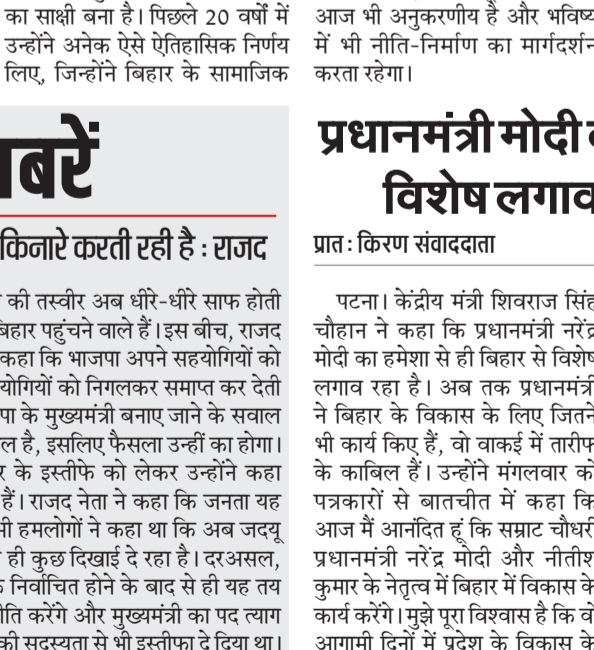 का साक्षी बना है। पिछले 20 वर्षों में
उन्होंने अनेक ऐसे ऐतिहासिक निर्णय
लिए, जिन्होंने बिहार के सामाजिक
किनारे करती रही है : राजद
की तस्वीर अब धीरे-धीरे साफ होती
बिहार पहुंचने वाले हैं। इस बीच, राजद
कहा कि भाजपा अपने सहयोगियों को
योगियों को निगलकर समाप्त कर देती
पा के मुख्यमंत्री बनाए जाने के सवाल
ल है, इसलिए फैसला उन्हीं का होगा।
र के इस्तीफे को लेकर उन्होंने कहा
हैं। राजद नेता ने कहा कि जनता यह
हमलोगों ने कहा था कि अब जदयू
ही कुछ दिखाई दे रहा है। दरअसल,
निर्वाचित होने के बाद से ही यह तय
करेंगे और मुख्यमंत्री का पद त्याग
की सदस्यता से भी इस्तीफा दे दिया था।
आज भी अनुकरणीय है और भविष्य
में भी नीति-निर्माण का मार्गदर्शन
करता रहेगा।
प्रधानमंत्री मोदी
विशेष लगाव
प्रात : किरण संवाददाता
पटना। केंद्रीय मंत्री शिवराज सिंह
चौहान ने कहा कि प्रधानमंत्री नरेंद्र
मोदी का हमेशा से ही बिहार से विशेष
लगाव रहा है। अब तक प्रधानमंत्री
ने बिहार के विकास के लिए जितने
भी कार्य किए हैं, वो वाकई में तारीफ
के काबिल हैं। उन्होंने मंगलवार को
पत्रकारों से बातचीत में कहा कि
आज मैं आनंदित हूं कि सम्राट चौधरी
प्रधानमंत्री नरेंद्र मोदी और नीतीश
कुमार के नेतृत्व में बिहार में विकास के
कार्य करेंगे। मुझे पूरा विश्वास है कि वो
आगामी दिनों में प्रदेश के विकास के